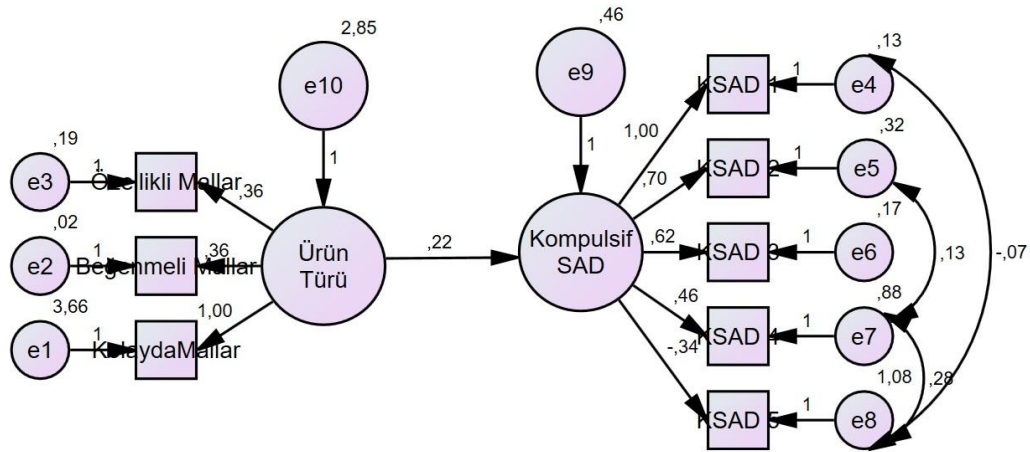 2,85
,46
,13
e10
e9
KSAD 1
1
e4
,19
1
1
1,00
,32
e3
1
Özellikli Mallar
,36
,70
KSAD 2
1
e5
,02
,17
e2
1
Beğenmeli Mallar
,36
Ürün
Türü
,22
Kompulsif
SAD
,62
KSAD 3
1
e6
,13
-,07
3,66
1,00
,46
,88
e1
1
KolaydaMallar
-,34
KSAD 4
1
e7
1,08
,28
KSAD 5
1
e8